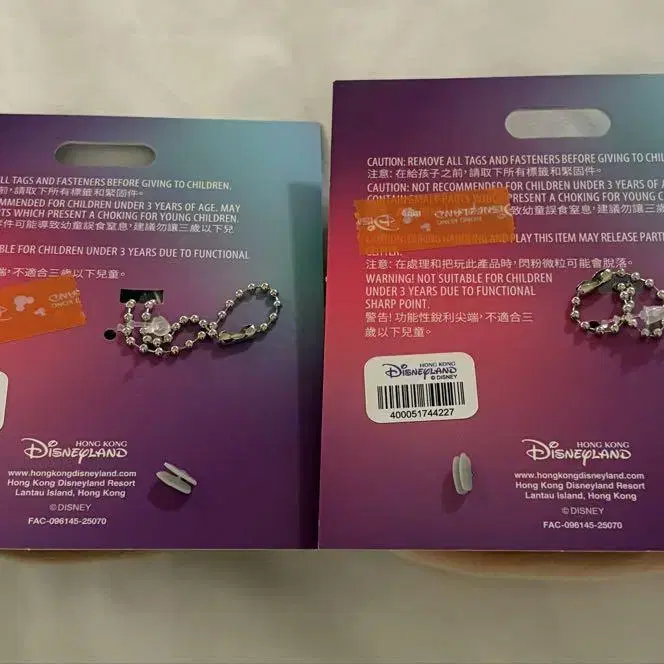 ALL TAGS AND FASTENERS BEFORE GIVING TO CHILDREN.
前,請取下所有標籤和緊固件。
MMENDED FOR CHILDREN UNDER 3 YEARS OF AGE. MAY
TS WHICH PRESENT A CHOKING FOR YOUNG CHILDREN.
件可能導致幼童誤食窒息,建議勿讓三歲以下兒
BLE FOR CHILDREN UNDER 3 YEARS DUE TO FUNCTIONAL
端,不適合三歲以下兒童。
HONG KONG
Disneyland
www.hongkongdisneyland.com
Hong Kong Disneyland Resort
Lantau Island, Hong Kong
©DISNEY
FAC-096145-25070
CAUTION: REMOVE ALL TAGS AND FASTENERS BEFORE GIVING TO CHIL
注意: 在給孩子之前,請取下所有標籤和緊固件。
CAUTION: NOT RECOMMENDED FOR CHILDREN UNDER 3 YEARS OF
CONTAIN SMALL PARTS
CHOKING FOR YOUNG CHILDREN
致幼童誤食窒息,建議勿讓三歲
AND PLAY THIS ITEM MAY RELEASE PARTI
GLITTER.
注意: 在處理和把玩此產品時,閃粉微粒可能會脫落。
WARNING! NOT SUITABLE FOR CHILDREN
UNDER 3 YEARS DUE TO FUNCTIONAL
SHARP POINT.
警告! 功能性銳利尖端,不適合三
歲以下兒童。
HONG KONG
Disneyland
©DISNEY
400051744227
HONG KONG
Disneyland
www.hongkongdisneyland.com
Hong Kong Disneyland Resort
Lantau Island, Hong Kong
©DISNEY
FAC-096145-25070